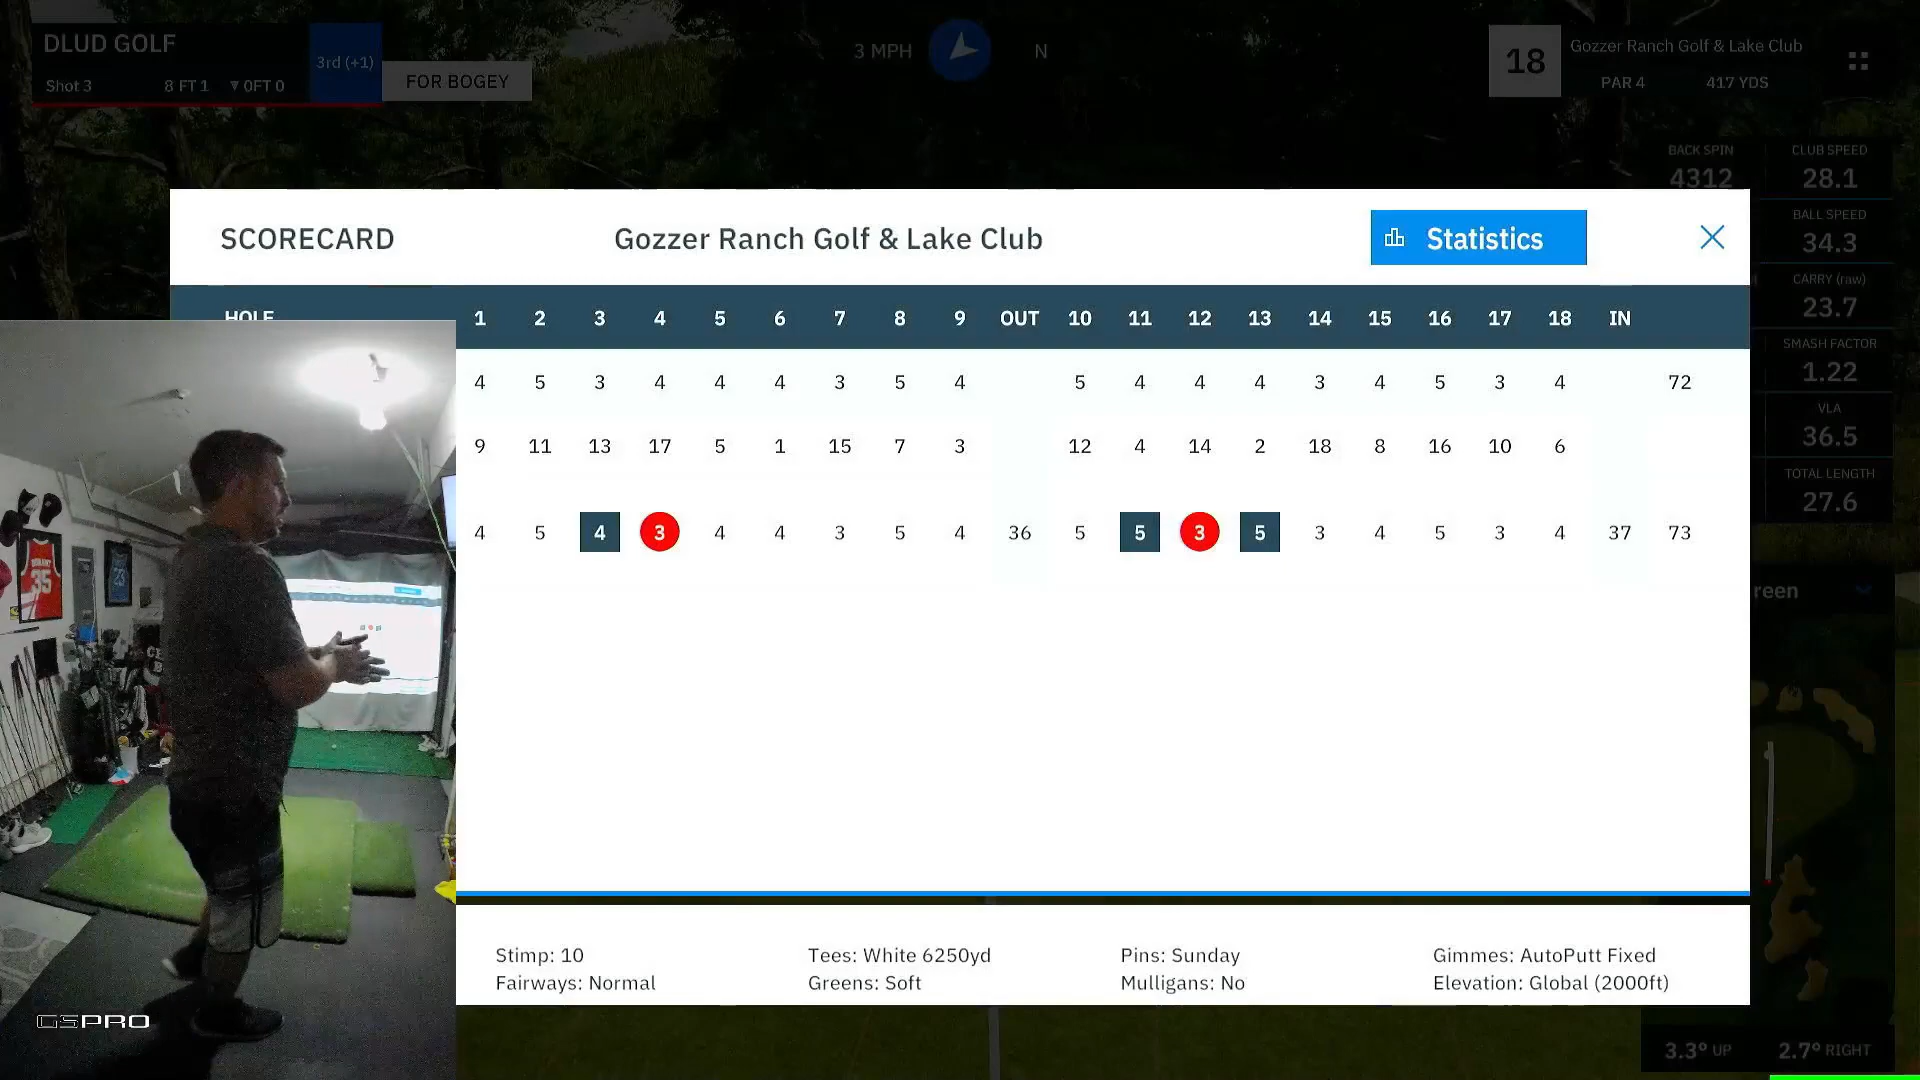 DLUD GOLF
Shot 3 8 FT 1 ▼0FT 0
3rd (+1)
FOR BOGEY
3 MPH N
18
Gozzer Ranch Golf & Lake Club
PAR 4 417 YDS
BACK SPIN
4312
CLUB SPEED
28.1
BALL SPEED
34.3
CARRY (raw)
23.7
SMASH FACTOR
1.22
VLA
36.5
TOTAL LENGTH
27.6
SCORECARD Gozzer Ranch Golf & Lake Club Statistics
HOLE 1 2 3 4 5 6 7 8 9 OUT 10 11 12 13 14 15 16 17 18 IN
4 5 3 4 4 4 3 5 4 5 4 4 4 3 4 5 3 4 72
9 11 13 17 5 1 15 7 3 12 4 14 2 18 8 16 10 6
4 5 4 3 4 4 3 5 4 36 5 5 3 5 3 4 5 3 4 37 73
35
23
Stimp: 10 Tees: White 6250yd Pins: Sunday Gimmes: AutoPutt Fixed
Fairways: Normal Greens: Soft Mulligans: No Elevation: Global (2000ft)
GSPRO
3.3° UP 2.7° RIGHT